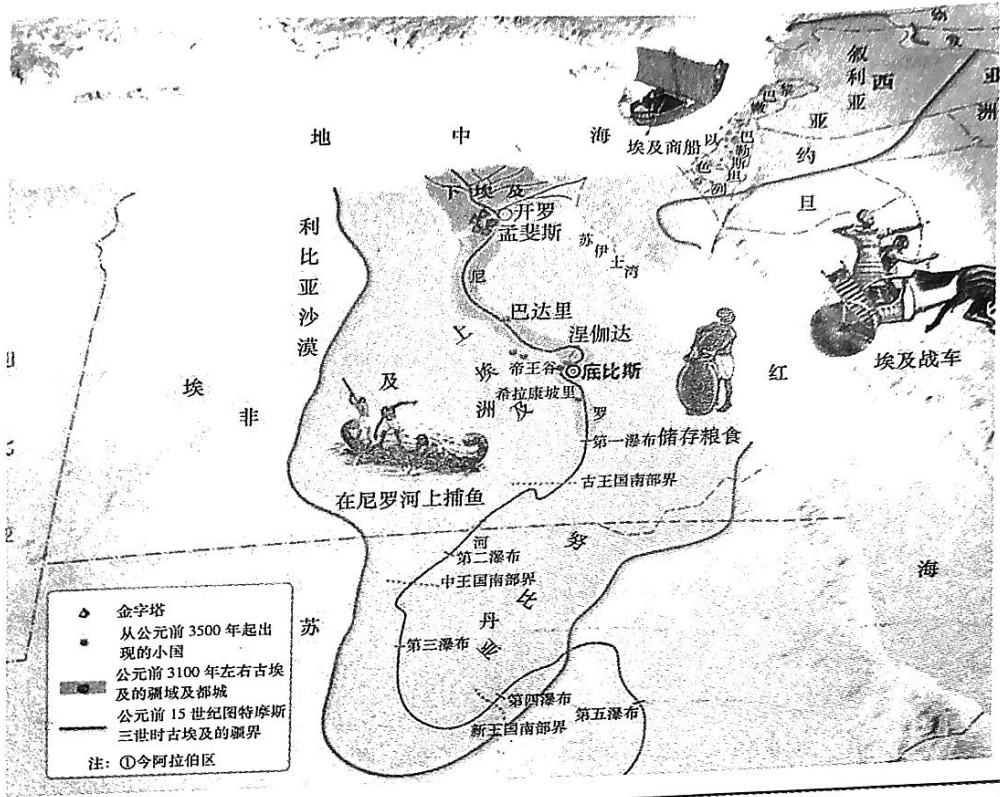 地中海
埃及商船
叙利亚
西
亚洲
黎巴嫩
巴勒斯坦
以色列
约旦
下埃及
开罗
孟斐斯
苏伊士湾
利比亚沙漠
尼
巴达里
涅伽达
上埃及
帝王谷
底比斯
希拉康坡里
罗
埃及
非洲
红
埃及战车
第一瀑布
储存粮食
在尼罗河上捕鱼
古王国南部界
河
第二瀑布
努比亚
中王国南部界
海
苏丹
第三瀑布
第四瀑布
第五瀑布
新王国南部界
金字塔
从公元前3500年起出
现的小国
公元前3100年左右古埃
及的疆域及都城
公元前15世纪图特摩斯
三世时古埃及的疆界
注：①今阿拉伯区